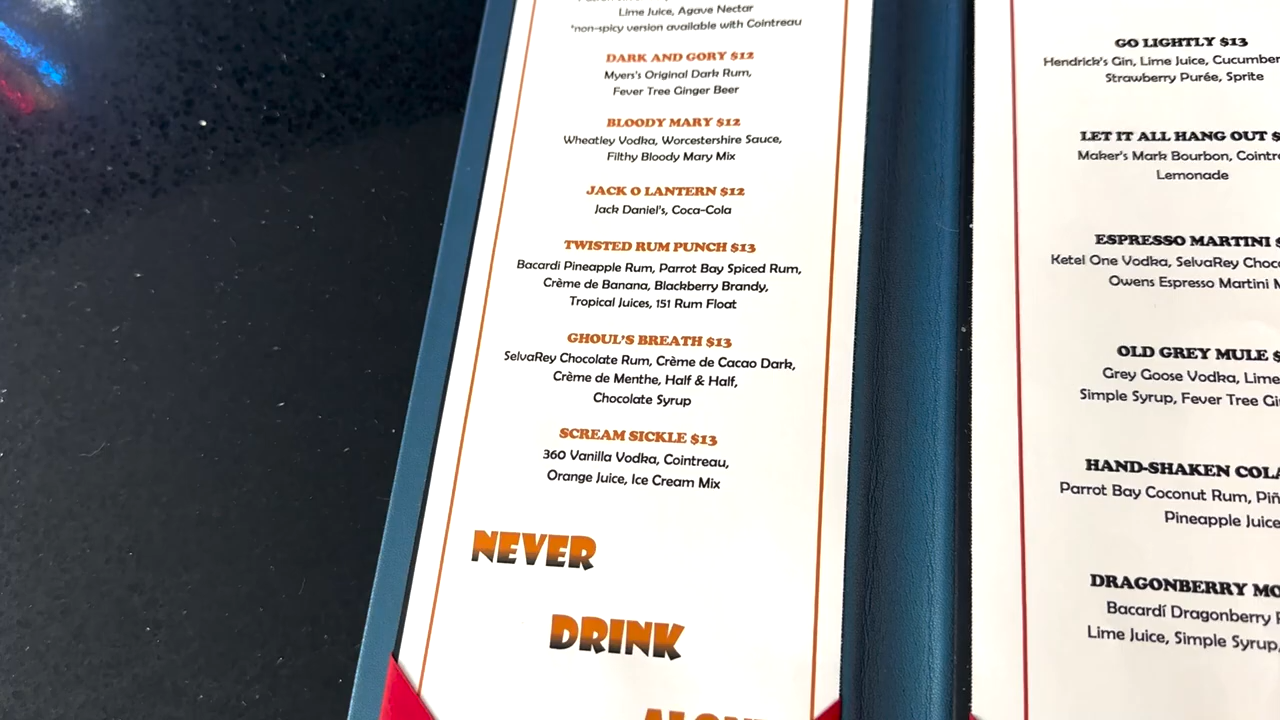 Lime Juice, Agave Nectar
*non-spicy version available with Cointreau
DARK AND GORY $12
Myers's Original Dark Rum,
Fever Tree Ginger Beer
BLOODY MARY $12
Wheatley Vodka, Worcestershire Sauce,
Filthy Bloody Mary Mix
JACK O LANTERN $12
Jack Daniel's, Coca-Cola
TWISTED RUM PUNCH $13
Bacardi Pineapple Rum, Parrot Bay Spiced Rum,
Crème de Banana, Blackberry Brandy,
Tropical Juices, 151 Rum Float
GHOUL'S BREATH $13
SelvaRey Chocolate Rum, Crème de Cacao Dark,
Crème de Menthe, Half & Half,
Chocolate Syrup
SCREAM SICKLE $13
360 Vanilla Vodka, Cointreau,
Orange Juice, Ice Cream Mix
NEVER
DRINK
GO LIGHTLY $13
Hendrick's Gin, Lime Juice, Cucumber
Strawberry Purée, Sprite
LET IT ALL HANG OUT $
Maker's Mark Bourbon, Cointr
Lemonade
ESPRESSO MARTINI $
Ketel One Vodka, SelvaRey Choc
Owens Espresso Martini M
OLD GREY MULE $
Grey Goose Vodka, Lime
Simple Syrup, Fever Tree Gi
HAND-SHAKEN COLA
Parrot Bay Coconut Rum, Piñ
Pineapple Juice
DRAGONBERRY MO
Bacardí Dragonberry R
Lime Juice, Simple Syrup,